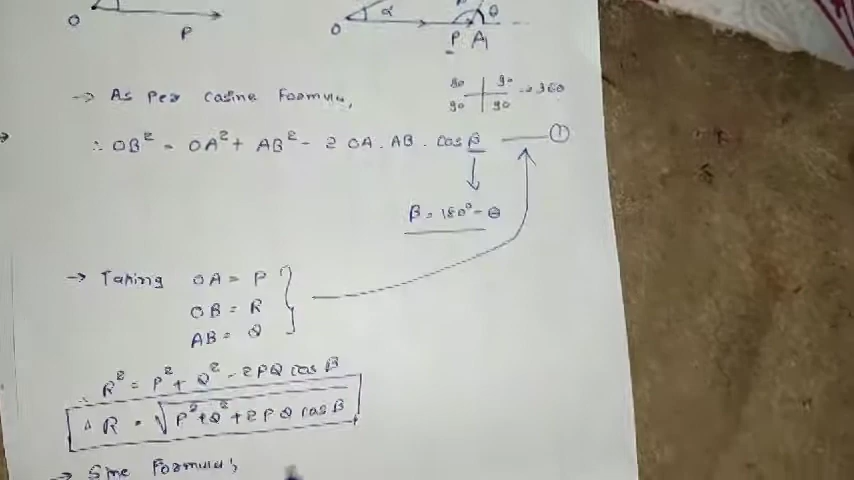 O P
O α P A θ
→ As Per Cosine Formula,
90 90 90 90 → 360
∴ OB² = OA² + AB² - 2 OA . AB . cos β ①
β = 180° - θ
→ Taking OA = P
OB = R
AB = Q
∴ R² = P² + Q² - 2PQ cos β
∴ R = √P²+Q²+2PQ cos β
→ Sine Formula,